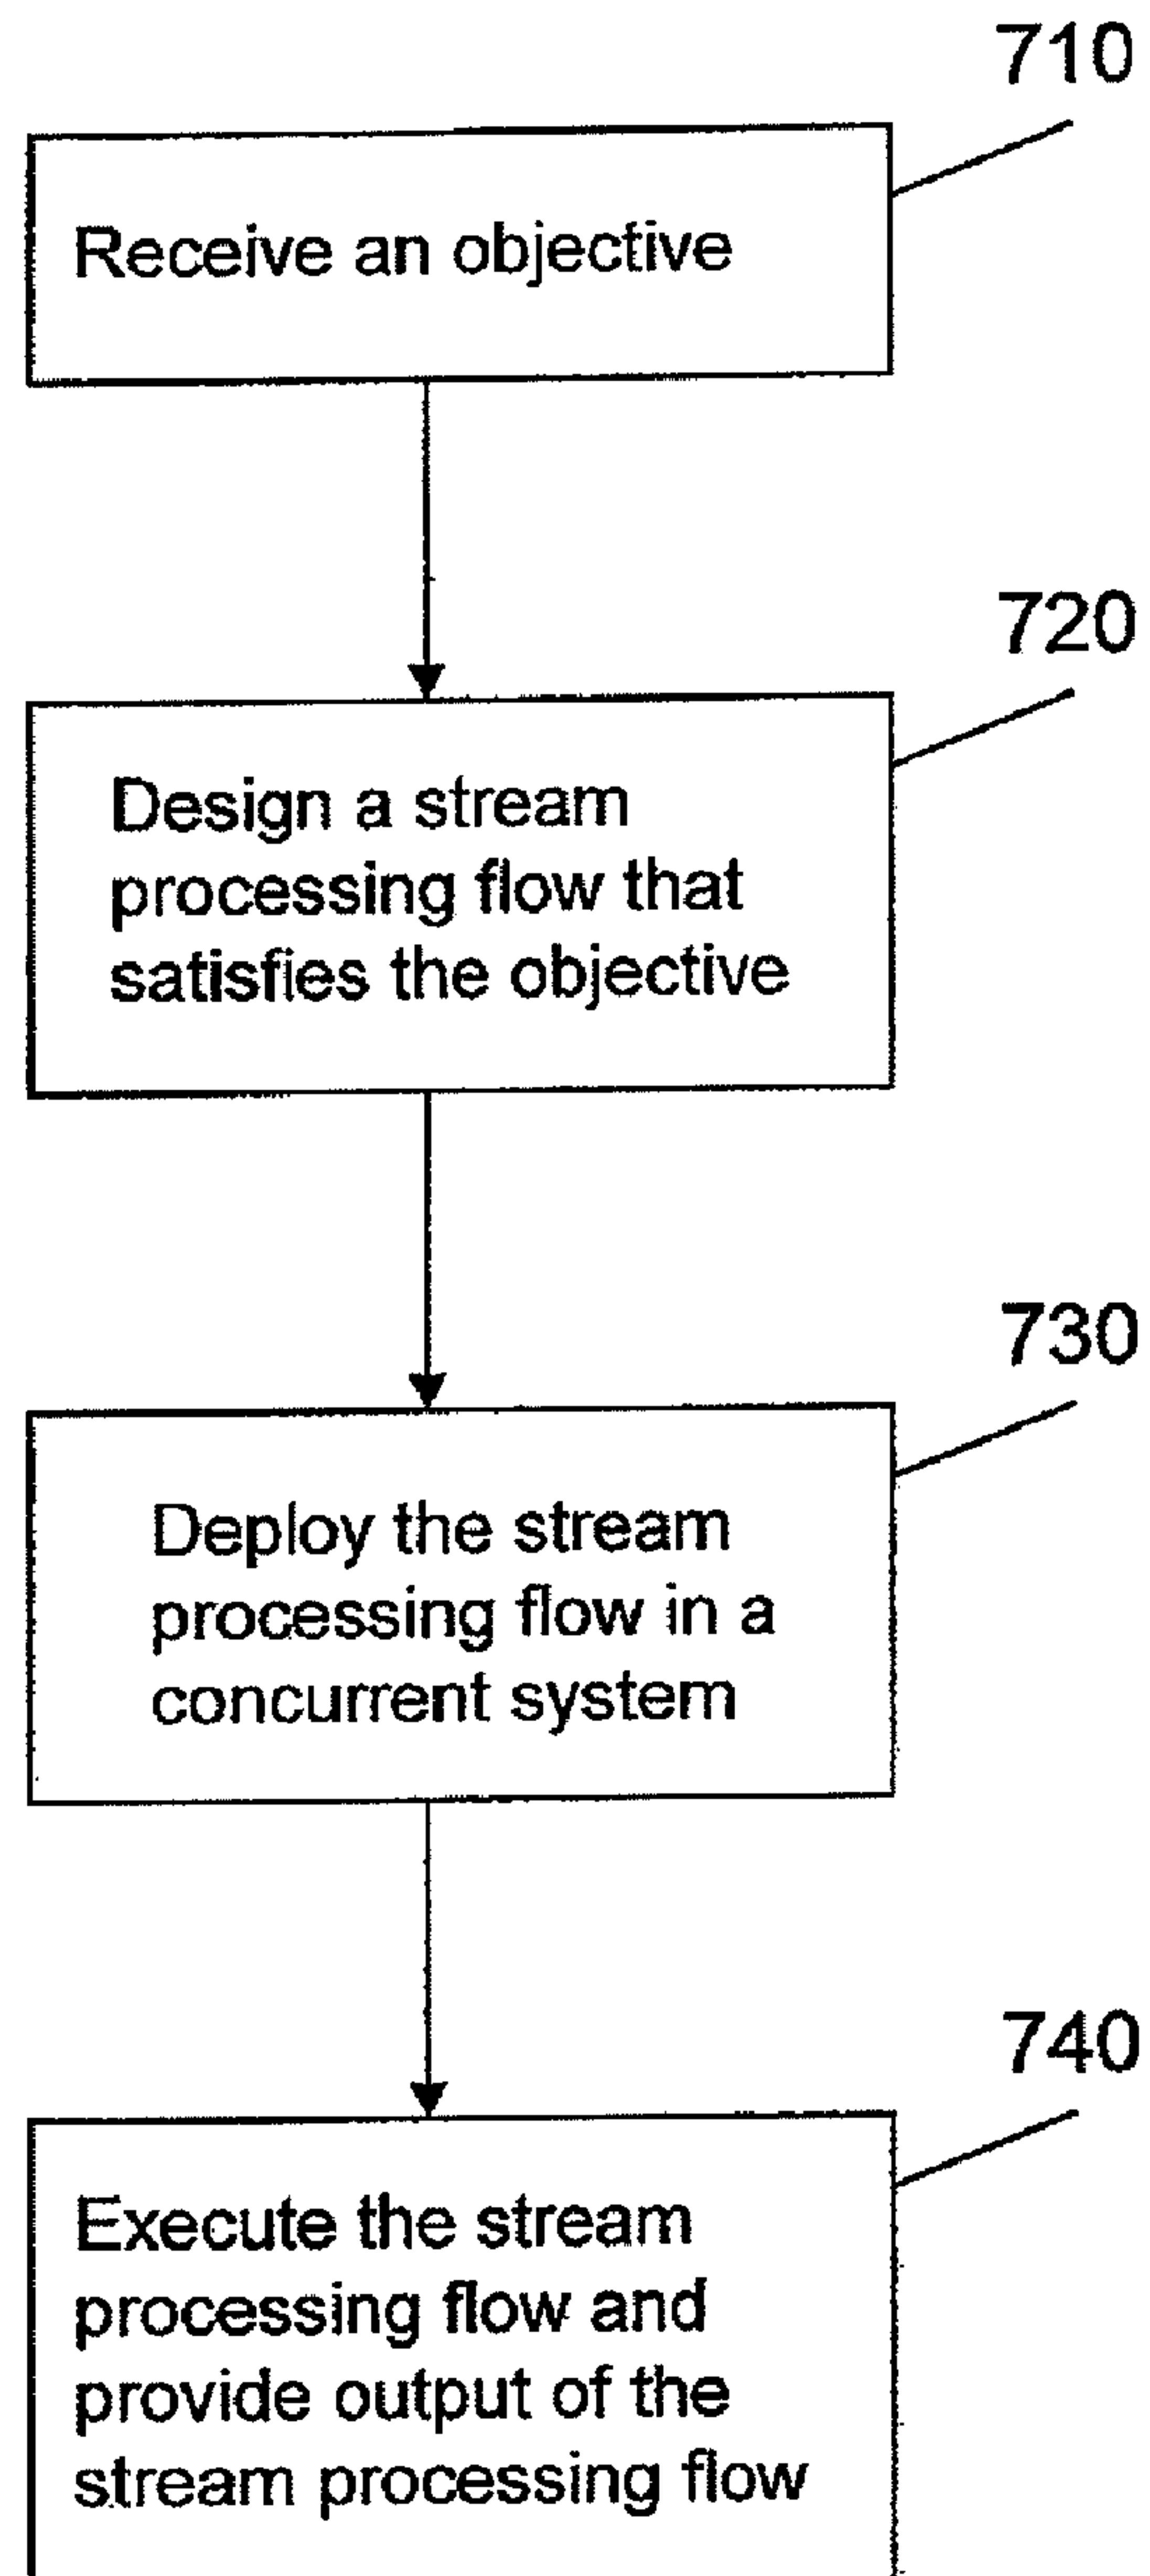 710
Receive an objective
720
Design a stream
processing flow that
satisfies the objective
730
Deploy the stream
processing flow in a
concurrent system
740
Execute the stream
processing flow and
provide output of the
stream processing flow